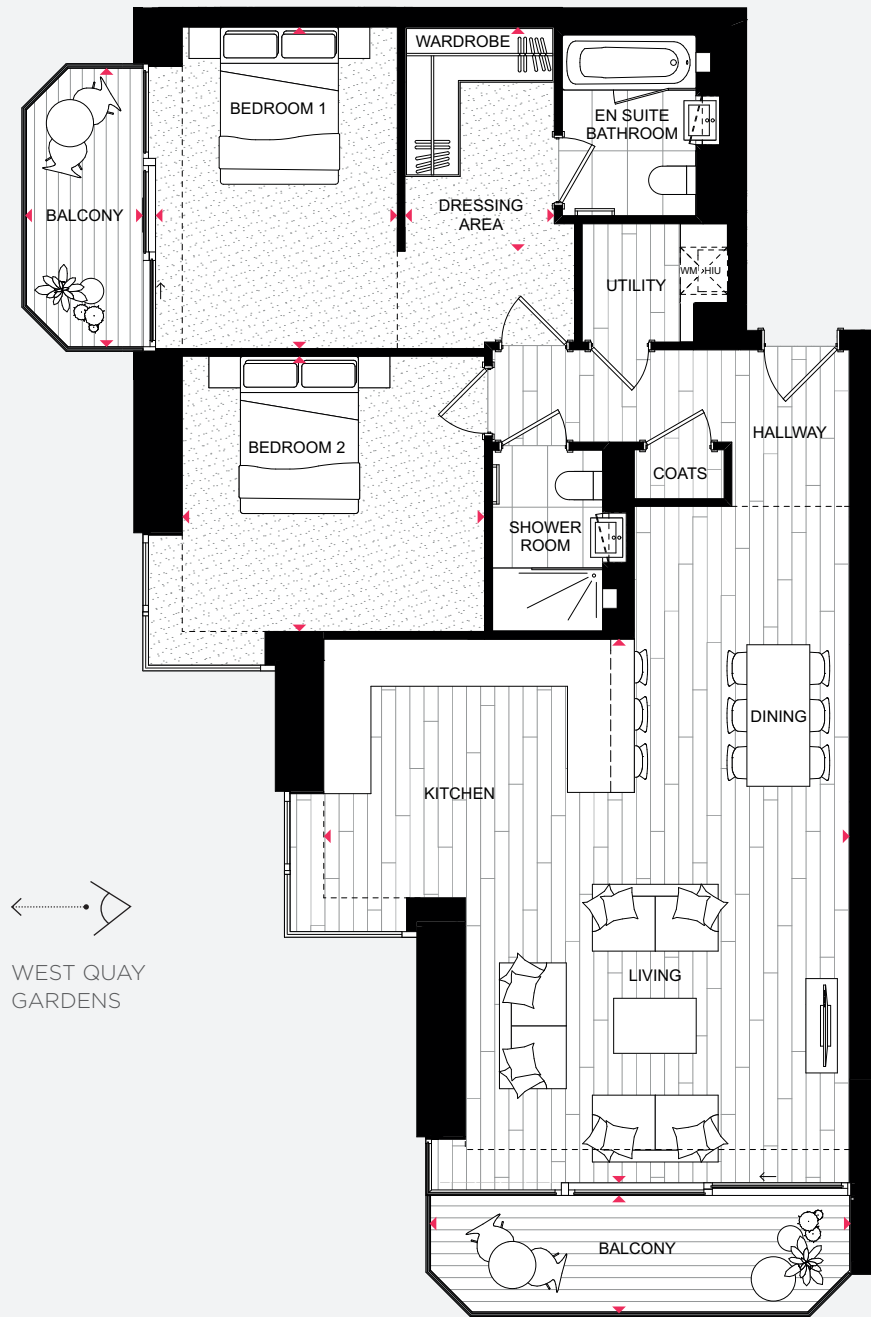 WARDROBE
BEDROOM 1
EN SUITE
BATHROOM
BALCONY
DRESSING
AREA
UTILITY
WM
HIU
HALLWAY
BEDROOM 2
COATS
SHOWER
ROOM
DINING
KITCHEN
LIVING
WEST QUAY
GARDENS
BALCONY